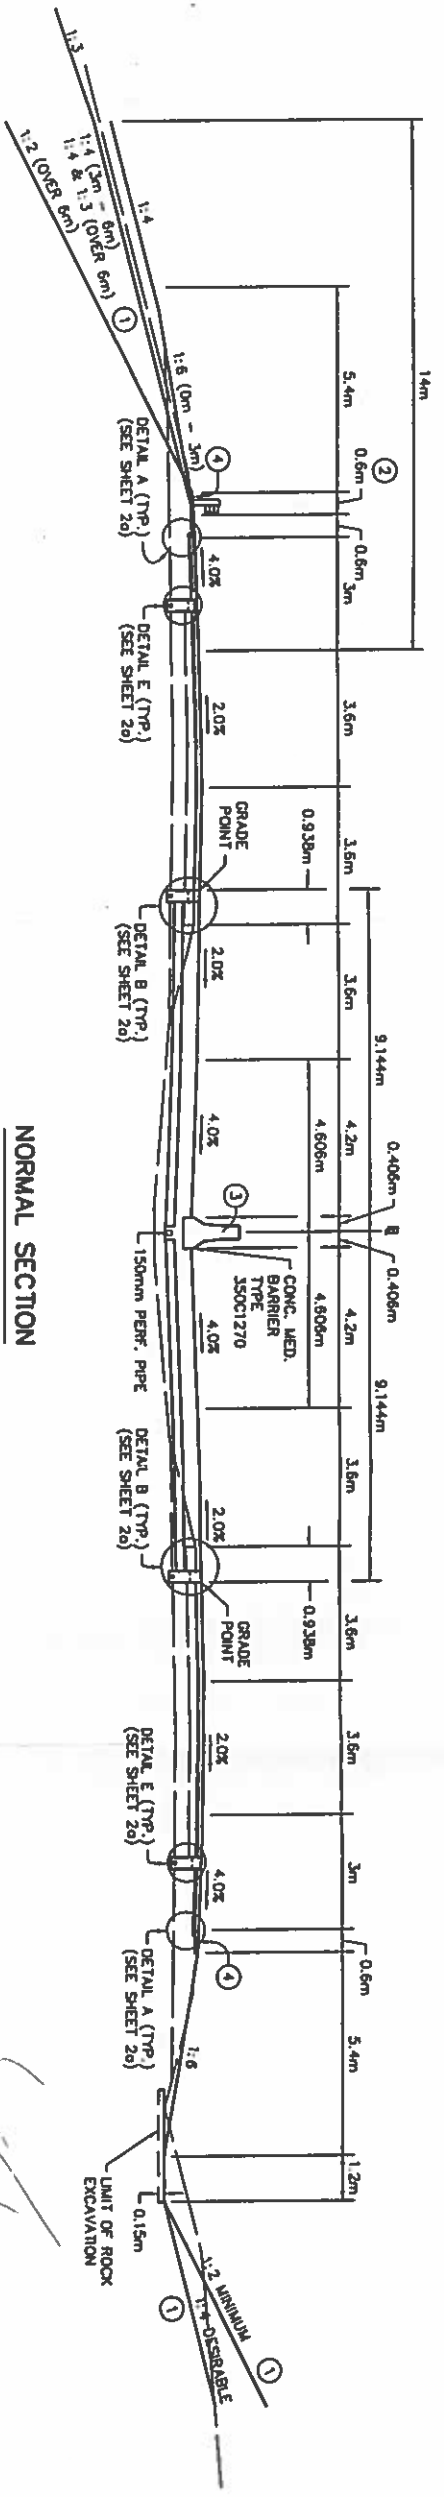 14m
5.4m
② 0.6m
0.6m
3m
3.6m
3.6m
3.6m
4.2m
0.406m
0.406m
4.2m
3.6m
3.6m
3.6m
3m
0.6m
5.4m
1.2m
9.144m
9.144m
0.938m
4.606m
4.606m
0.938m
1:3
1:4
1:4 (3m - 6m)
1:4 & 1:3 (OVER 6m)
1:2 (OVER 6m)
①
1:6 (0m - 3m)
④
4.0%
2.0%
GRADE
POINT
2.0%
4.0%
③
CONC. MED.
BARRIER
TYPE
350C1270
4.0%
2.0%
GRADE
POINT
2.0%
4.0%
④
1:6
0.15m
1:2 MINIMUM
①
1:4 DESIRABLE
①
DETAIL A (TYP.)
(SEE SHEET 2a)
DETAIL E (TYP.)
(SEE SHEET 2a)
DETAIL B (TYP.)
(SEE SHEET 2a)
150mm PERF. PIPE
DETAIL B (TYP.)
(SEE SHEET 2a)
DETAIL E (TYP.)
(SEE SHEET 2a)
DETAIL A (TYP.)
(SEE SHEET 2a)
LIMIT OF ROCK
EXCAVATION
NORMAL SECTION